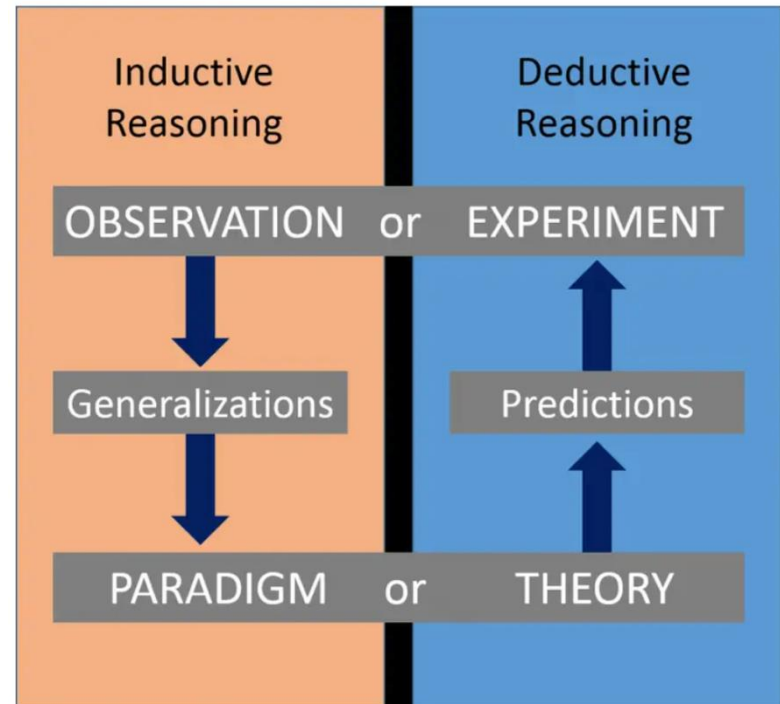 Inductive
Reasoning
Deductive
Reasoning
OBSERVATION or EXPERIMENT
Generalizations
Predictions
PARADIGM or THEORY